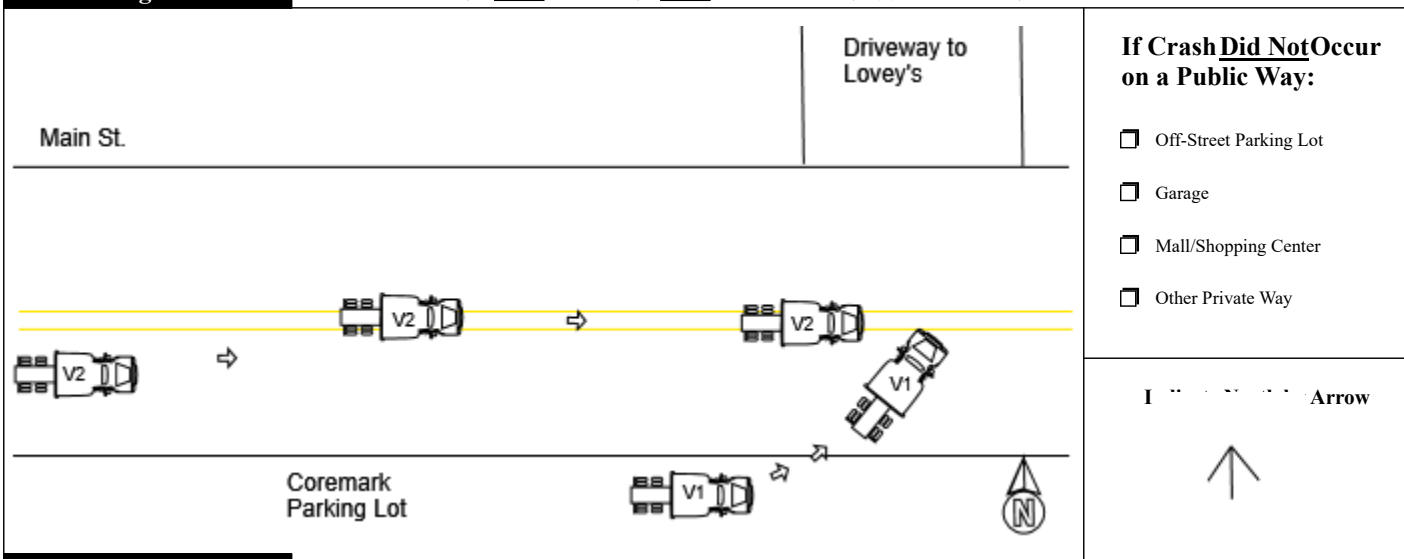 Driveway to
Lovey's
Main St.
V2
V2
V2
V1
V1
Coremark
Parking Lot
N
If Crash Did Not Occur
on a Public Way:
Off-Street Parking Lot
Garage
Mall/Shopping Center
Other Private Way
Arrow